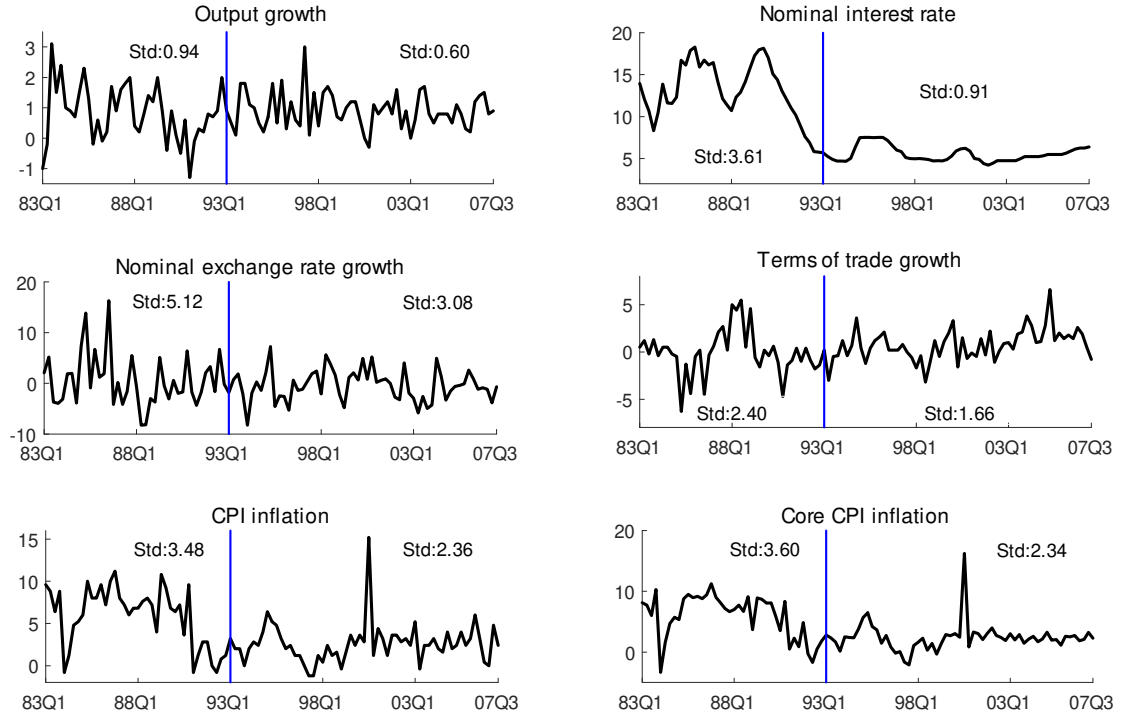 Output growth
3
2
1
0
-1
Std:0.94
Std:0.60
83Q1 88Q1 93Q1 98Q1 03Q1 07Q3
Nominal interest rate
20
15
10
5
Std:3.61
Std:0.91
83Q1 88Q1 93Q1 98Q1 03Q1 07Q3
Nominal exchange rate growth
20
10
0
-10
Std:5.12
Std:3.08
83Q1 88Q1 93Q1 98Q1 03Q1 07Q3
Terms of trade growth
5
0
-5
Std:2.40
Std:1.66
83Q1 88Q1 93Q1 98Q1 03Q1 07Q3
CPI inflation
15
10
5
0
Std:3.48
Std:2.36
83Q1 88Q1 93Q1 98Q1 03Q1 07Q3
Core CPI inflation
20
10
0
Std:3.60
Std:2.34
83Q1 88Q1 93Q1 98Q1 03Q1 07Q3